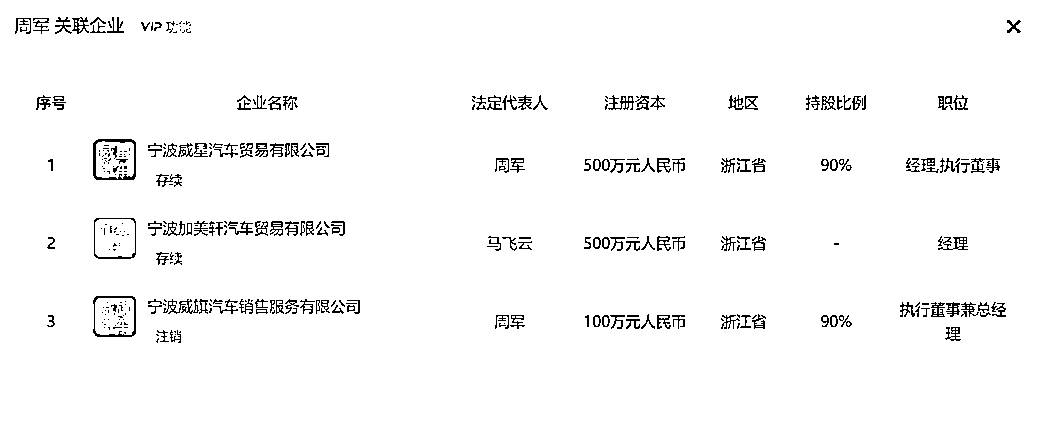 周军 关联企业 VIP 功能
序号 企业名称 法定代表人 注册资本 地区 持股比例 职位
1 宁波威星汽车贸易有限公司 周军 500万元人民币 浙江省 90% 经理,执行董事
存续
2 宁波加美轩汽车贸易有限公司 马飞云 500万元人民币 浙江省 - 经理
存续
3 宁波威旗汽车销售服务有限公司 周军 100万元人民币 浙江省 90% 执行董事兼总经
理
注销